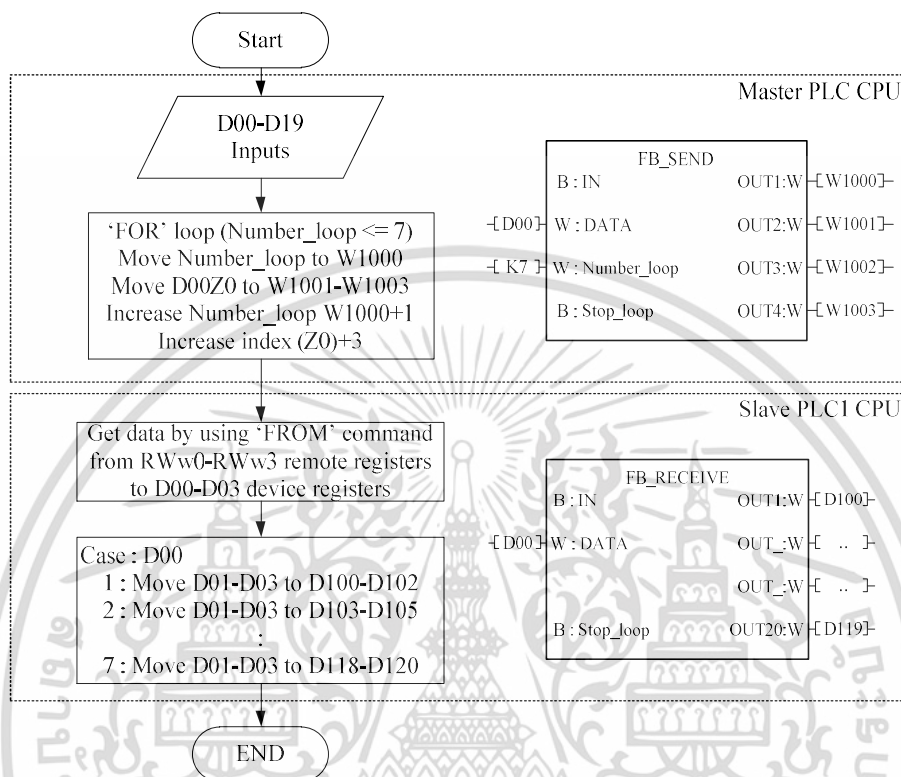 Start
Master PLC CPU
D00-D19
Inputs
'FOR' loop (Number_loop <= 7)
Move Number_loop to W1000
Move D00Z0 to W1001-W1003
Increase Number_loop W1000+1
Increase index (Z0)+3
FB_SEND
B : IN OUT1:W [W1000]
[D00] W : DATA OUT2:W [W1001]
[ K7 ] W : Number_loop OUT3:W [W1002]
B : Stop_loop OUT4:W [W1003]
Slave PLC1 CPU
Get data by using 'FROM' command
from RWw0-RWw3 remote registers
to D00-D03 device registers
Case : D00
1 : Move D01-D03 to D100-D102
2 : Move D01-D03 to D103-D105
:
7 : Move D01-D03 to D118-D120
FB_RECEIVE
B : IN OUT1:W [D100]
[D00] W : DATA OUT_:W [ .. ]
OUT_:W [ .. ]
B : Stop_loop OUT20:W [D119]
END